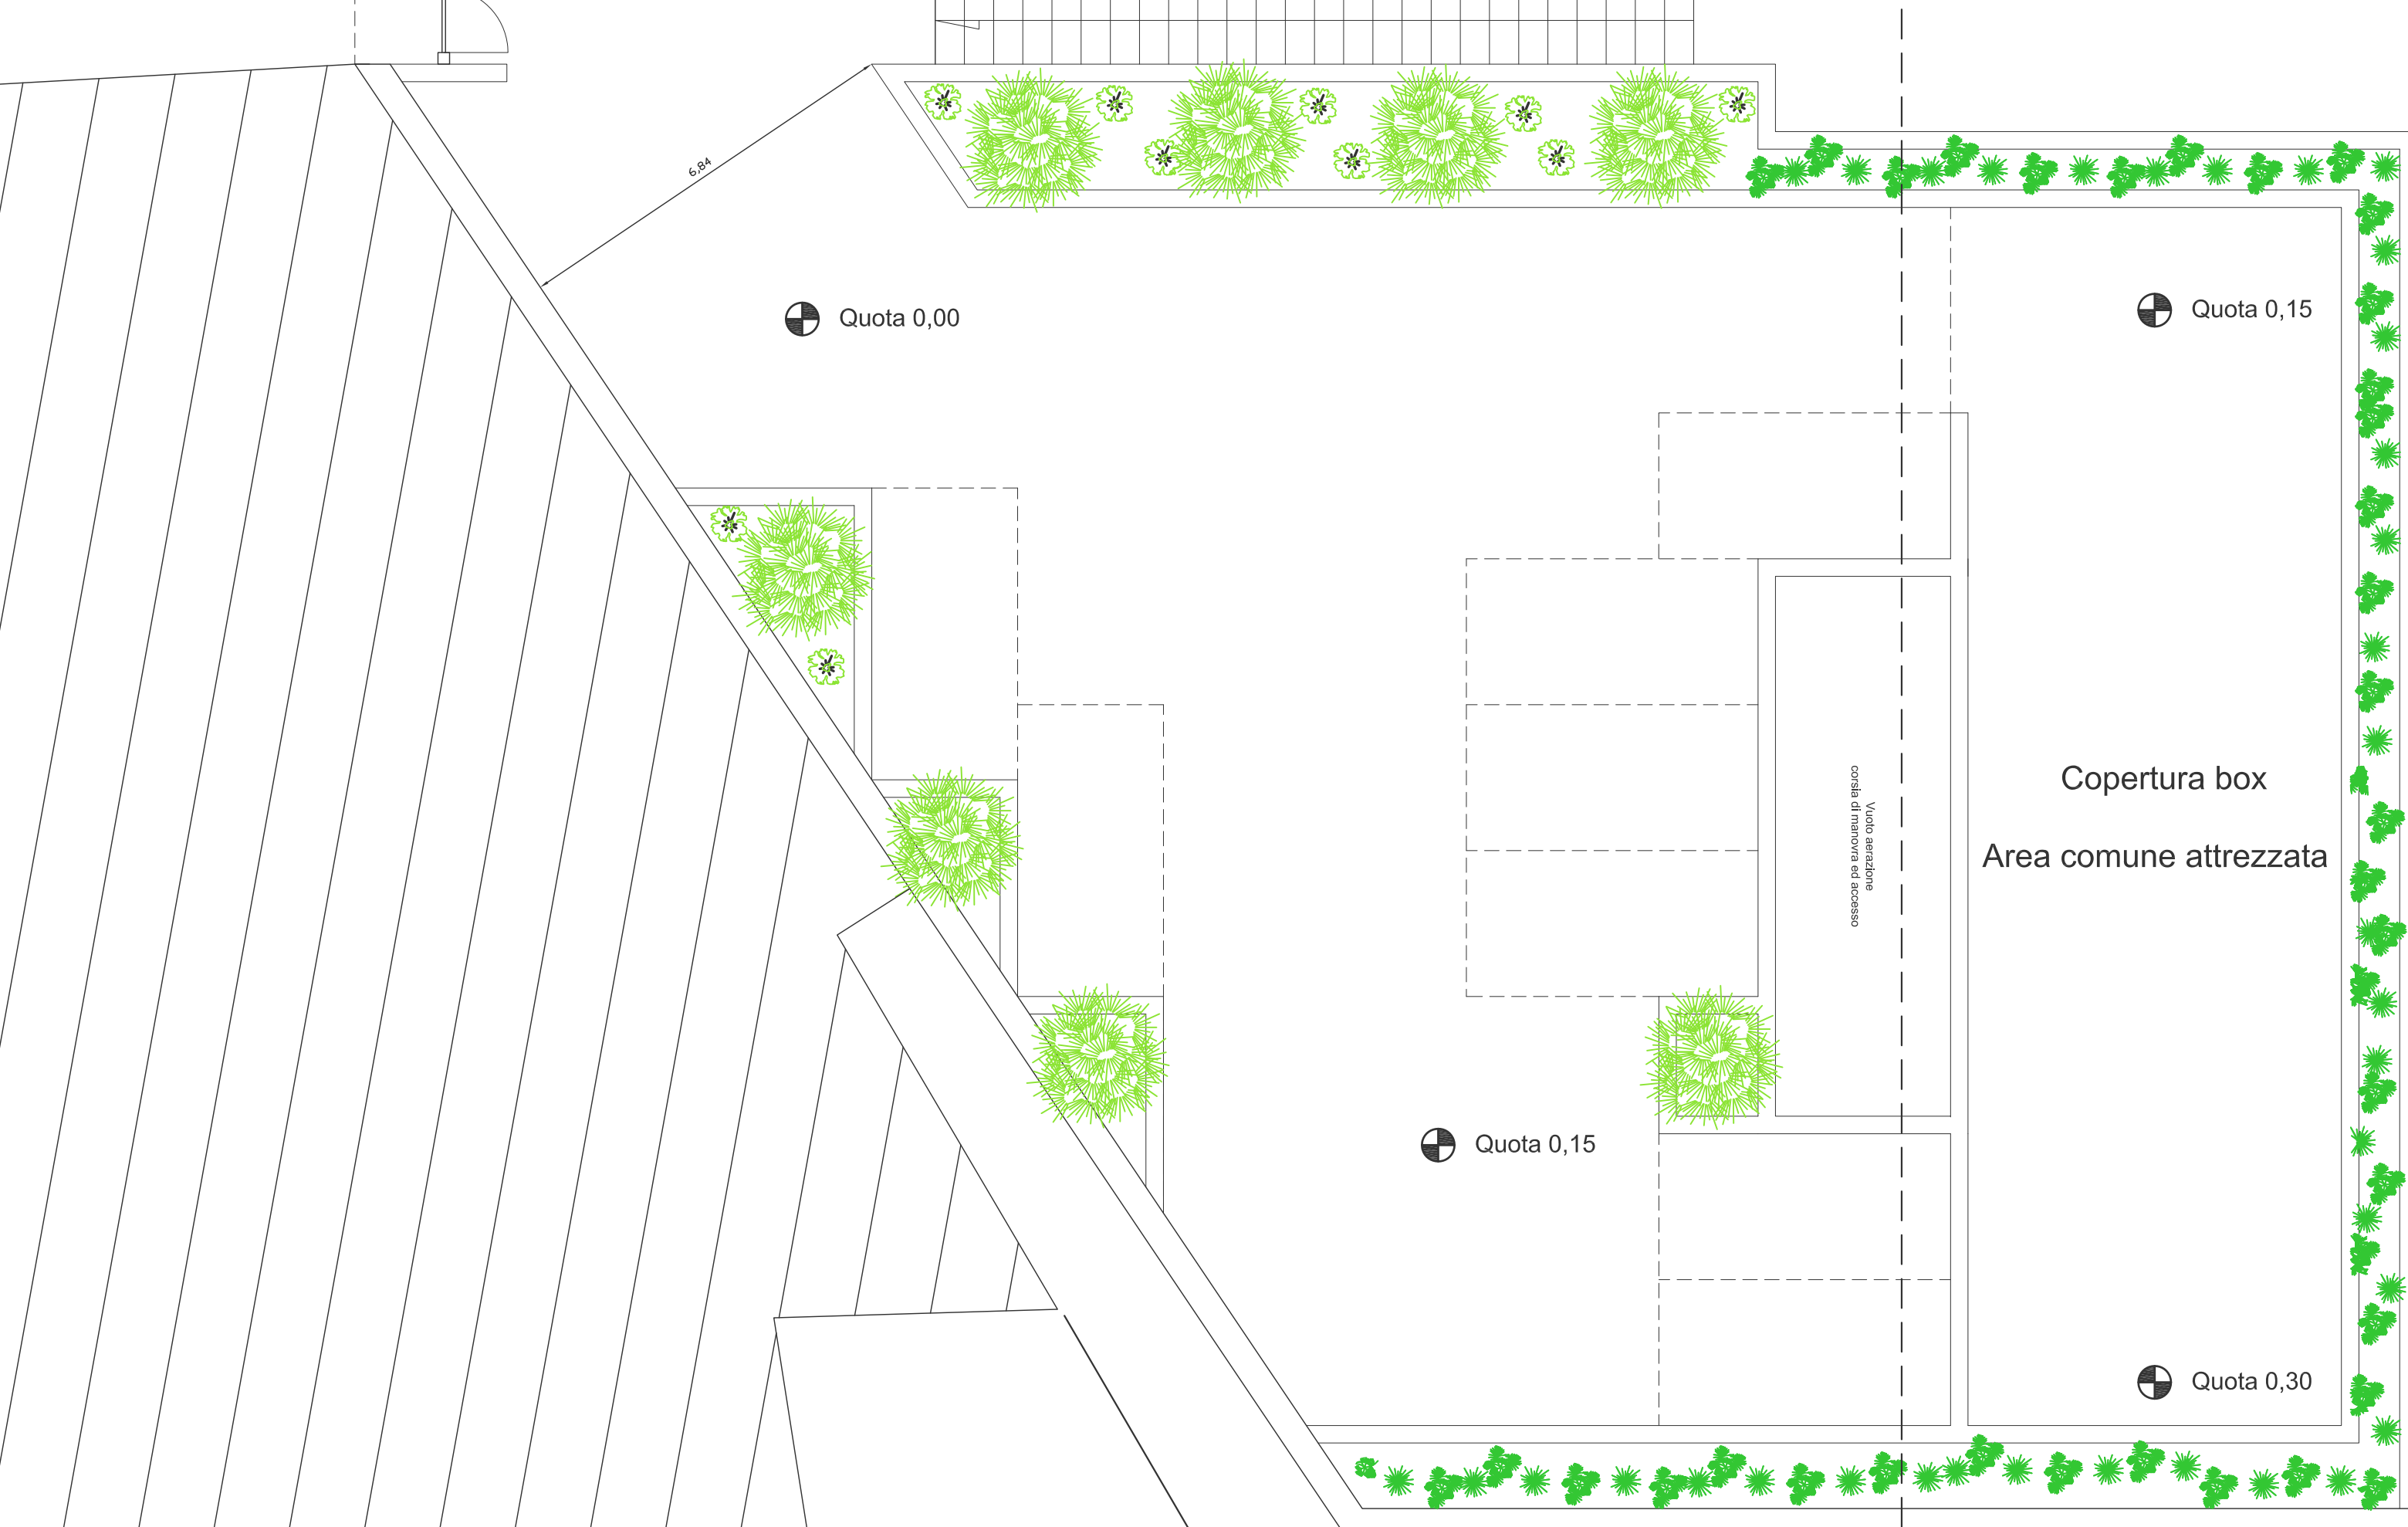 6,84
Quota 0,00
Quota 0,15
Copertura box
Area comune attrezzata
Vuoto aerazione
corsia di manovra ed accesso
Quota 0,15
Quota 0,30